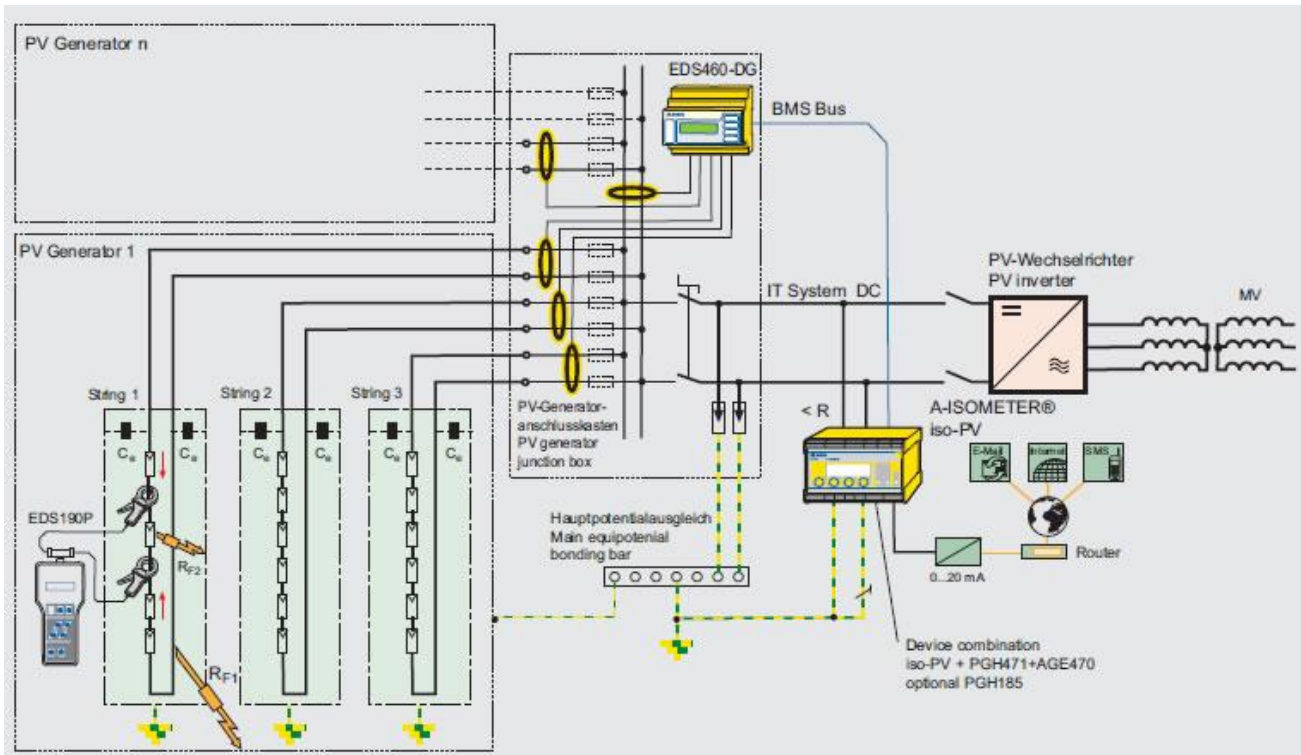 PV Generator n
EDS460-DG
BMS Bus
PV Generator 1
PV-Wechselrichter
PV inverter
MV
IT System DC
String 1
String 2
String 3
PV-Generator-
anschlusskasten
PV generator
junction box
< R
A-ISOMETER®
iso-PV
E-Mail
Internet
SMS
Ce
Ce
Ce
Ce
Ce
Ce
EDS190P
RF2
Hauptpotentialausgleich
Main equipotenial
bonding bar
Router
0...20 mA
RF1
Device combination
iso-PV + PGH471+AGE470
optional PGH185